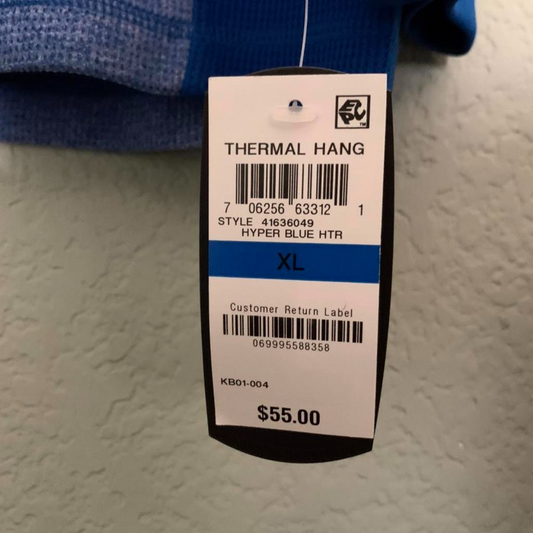 EZPC™
THERMAL HANG
7 06256 63312 1
STYLE 41636049
HYPER BLUE HTR
XL
Customer Return Label
069995588358
KB01-004
$55.00